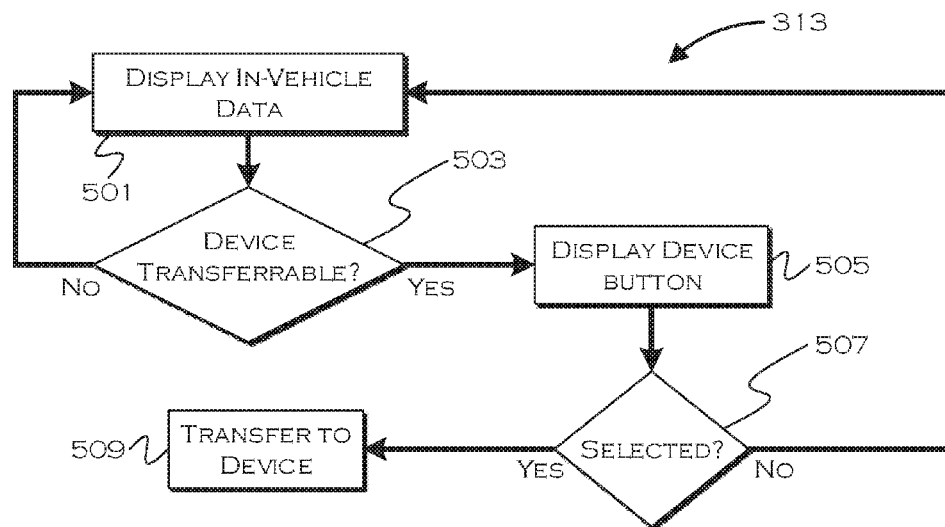 313
DISPLAY IN-VEHICLE
DATA
501
503
DEVICE
TRANSFERRABLE?
NO
YES
DISPLAY DEVICE
BUTTON
505
507
509
TRANSFER TO
DEVICE
YES
SELECTED?
NO